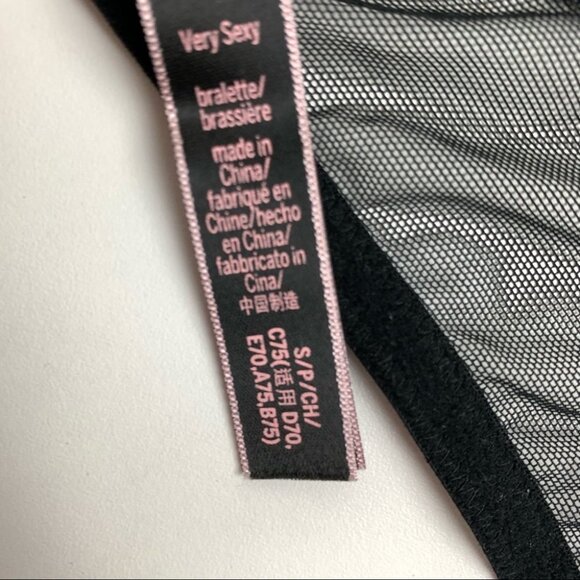 Very Sexy
bralette/
brassière
made in
China/
fabriqué en
Chine/hecho
en China/
fabbricato in
Cina/
中国制造
S/P/CH/
C75(适用 D70,
E70,A75,B75)